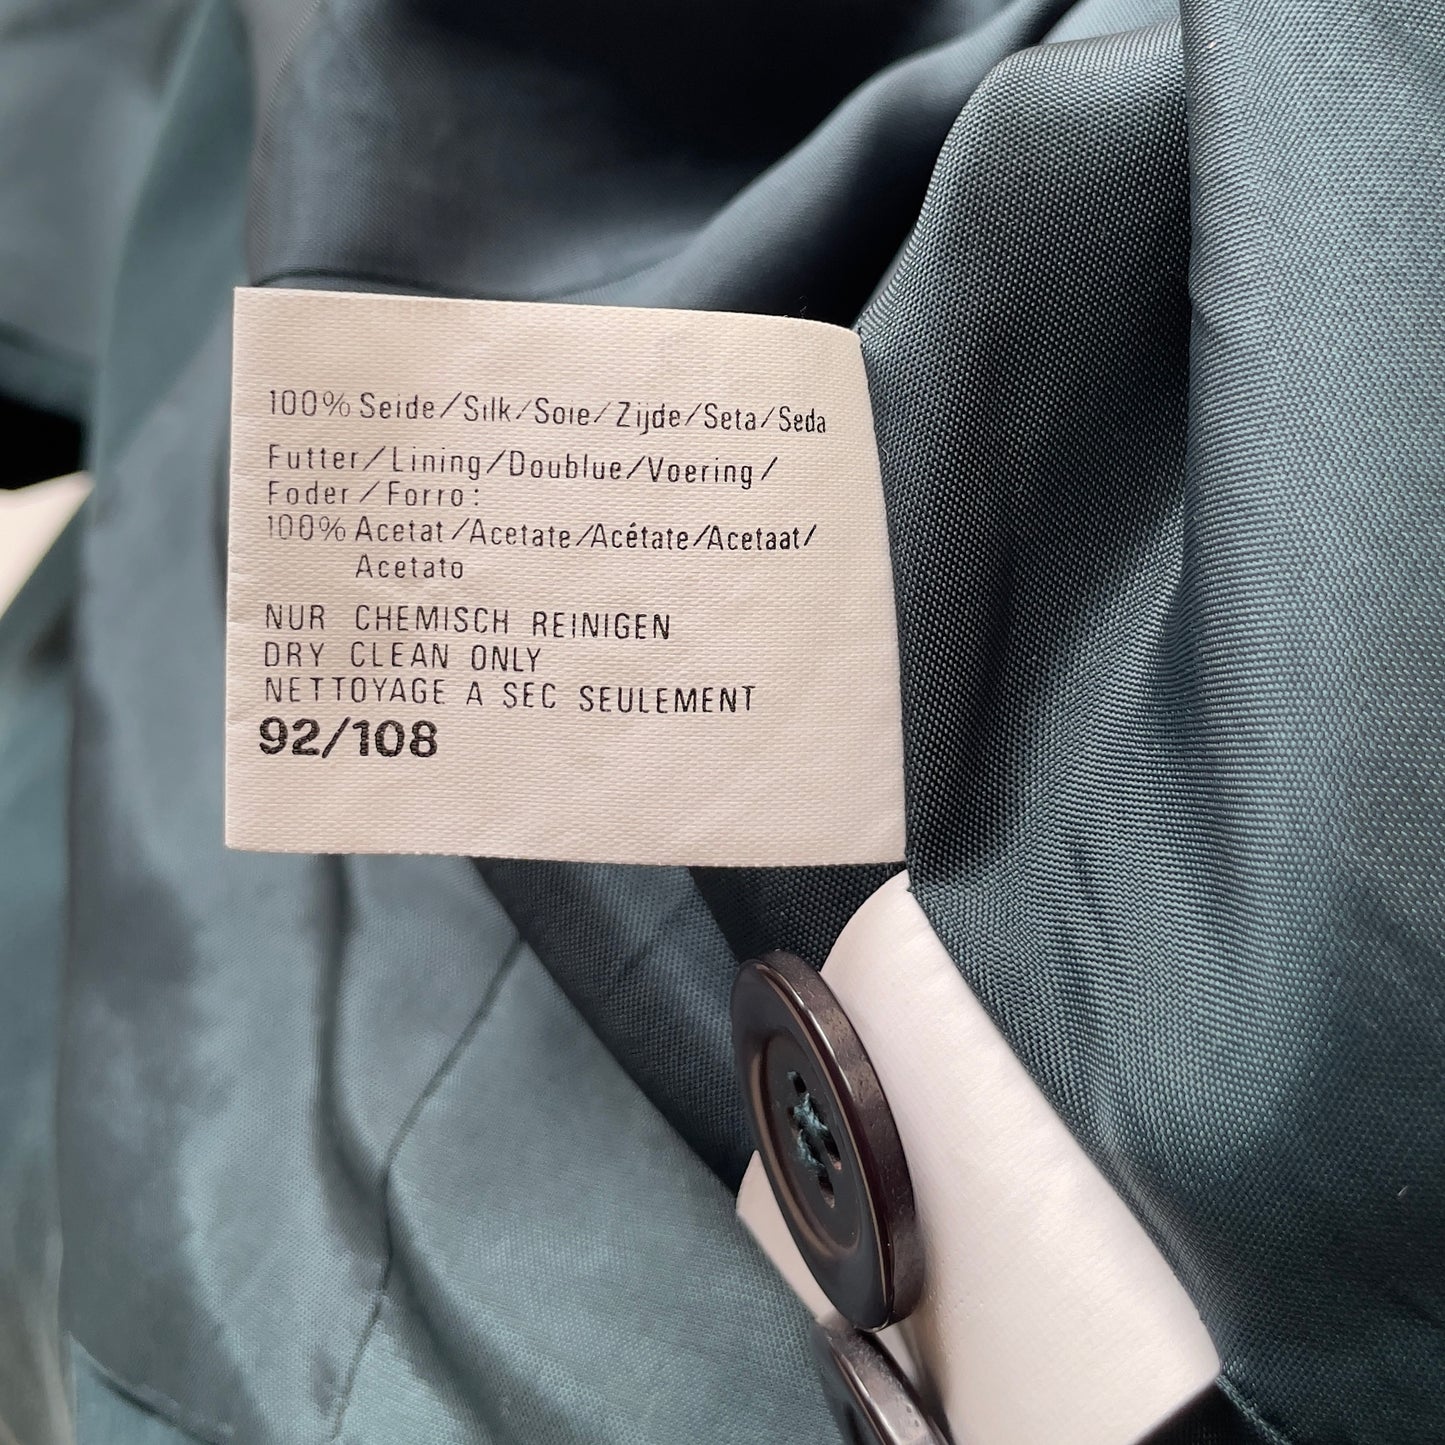 100% Seide/Silk/Soie/Zijde/Seta/Seda
Futter/Lining/Doublue/Voering/
Foder/Forro:
100% Acetat/Acetate/Acétate/Acetaat/
Acetato
NUR CHEMISCH REINIGEN
DRY CLEAN ONLY
NETTOYAGE A SEC SEULEMENT
92/108